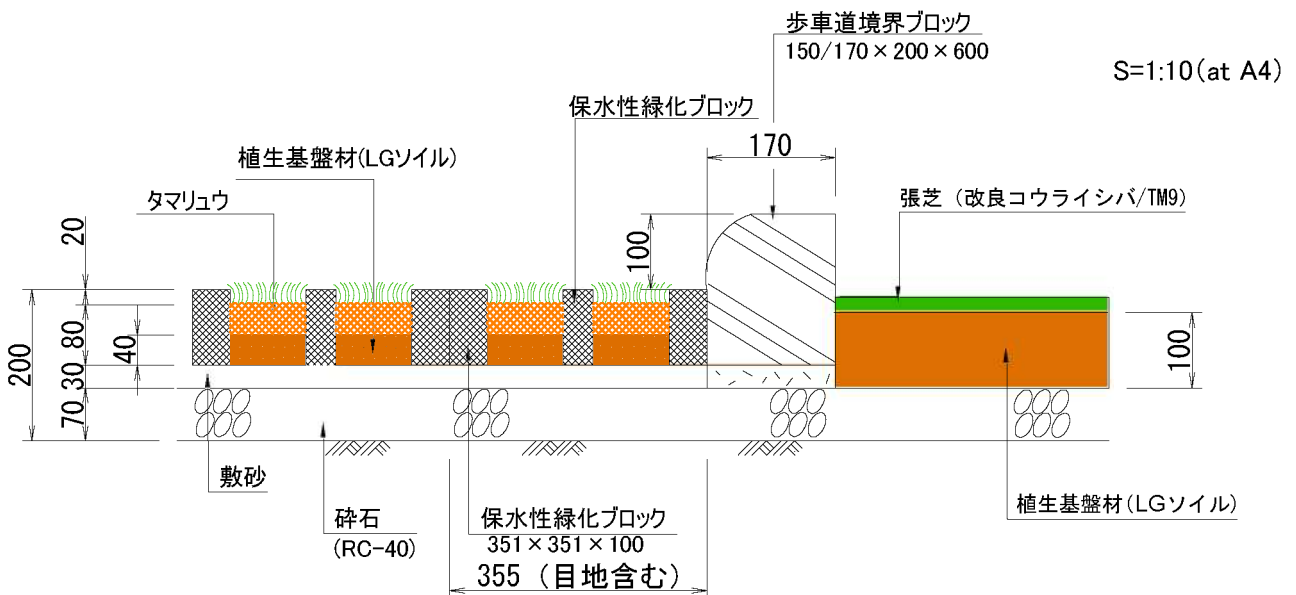 歩車道境界ブロック
150/170×200×600
S=1:10(at A4)
保水性緑化ブロック
170
植生基盤材(LGソイル)
タマリュウ
張芝（改良コウライシバ/TM9）
20
100
200
80
40
30
70
100
敷砂
砕石
(RC-40)
保水性緑化ブロック
351×351×100
355（目地含む）
植生基盤材(LGソイル)